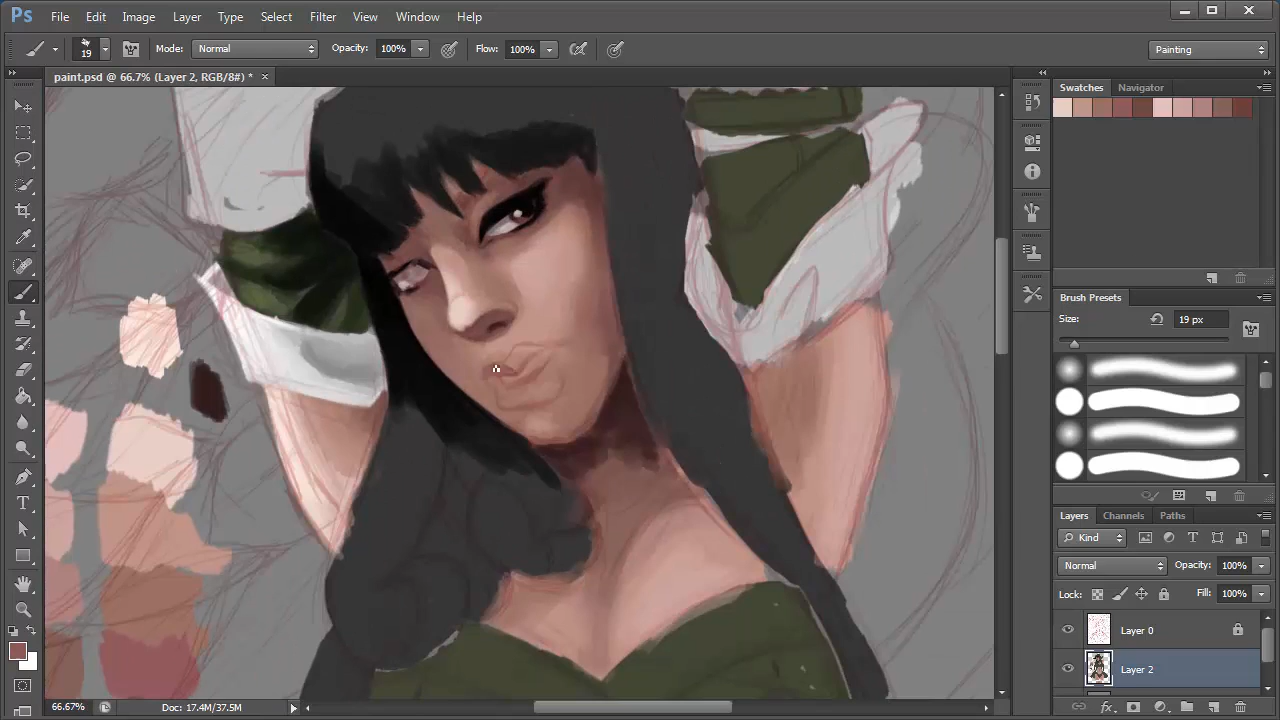 Ps File Edit Image Layer Type Select Filter View Window Help
19 Mode: Normal Opacity: 100% Flow: 100% Painting
paint.psd @ 66.7% (Layer 2, RGB/8#) * ×
Swatches Navigator
Brush Presets
Size: 19 px
Layers Channels Paths
Kind
Normal Opacity: 100%
Lock: Fill: 100%
Layer 0
Layer 2
66.67% Doc: 17.4M/37.5M